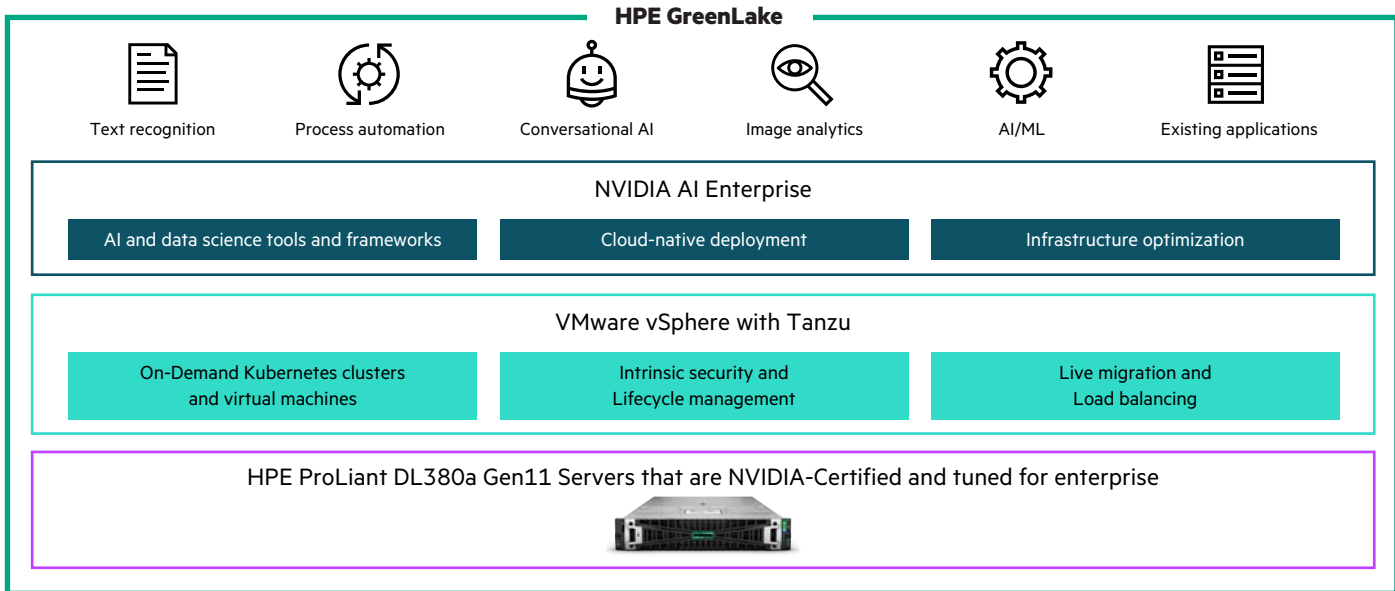 HPE GreenLake
Text recognition
Process automation
Conversational AI
Image analytics
AI/ML
Existing applications
NVIDIA AI Enterprise
AI and data science tools and frameworks
Cloud-native deployment
Infrastructure optimization
VMware vSphere with Tanzu
On-Demand Kubernetes clusters
and virtual machines
Intrinsic security and
Lifecycle management
Live migration and
Load balancing
HPE ProLiant DL380a Gen11 Servers that are NVIDIA-Certified and tuned for enterprise